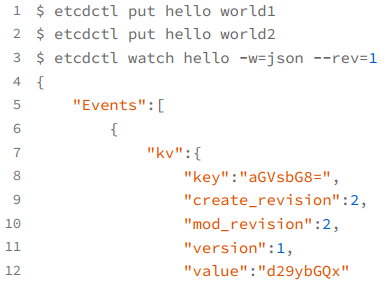 1 $ etcdctl put hello world1
2 $ etcdctl put hello world2
3 $ etcdctl watch hello -w=json --rev=1
4 {
5     "Events":[
6         {
7             "kv":{
8                 "key":"aGVsbG8=",
9                 "create_revision":2,
10                 "mod_revision":2,
11                 "version":1,
12                 "value":"d29ybGQx"